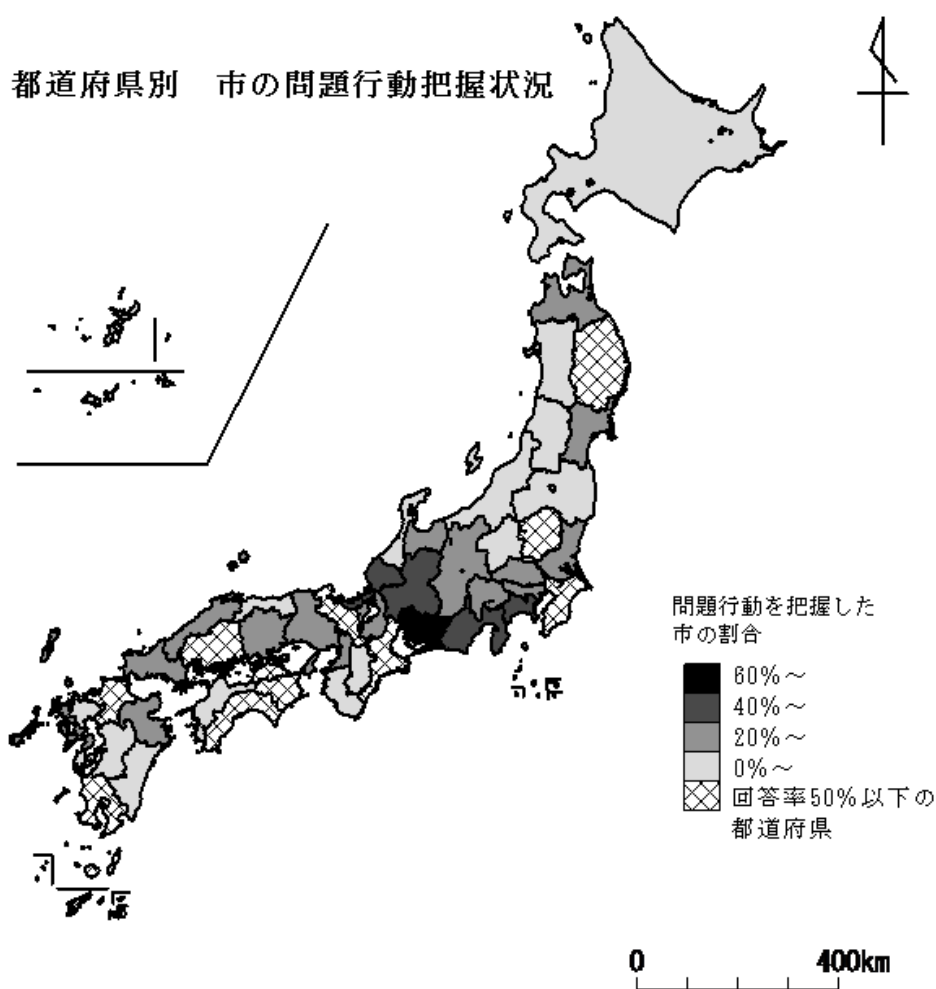 都道府県別　市の問題行動把握状況
問題行動を把握した
市の割合
60%～
40%～
20%～
0%～
回答率50%以下の
都道府県
0 400km